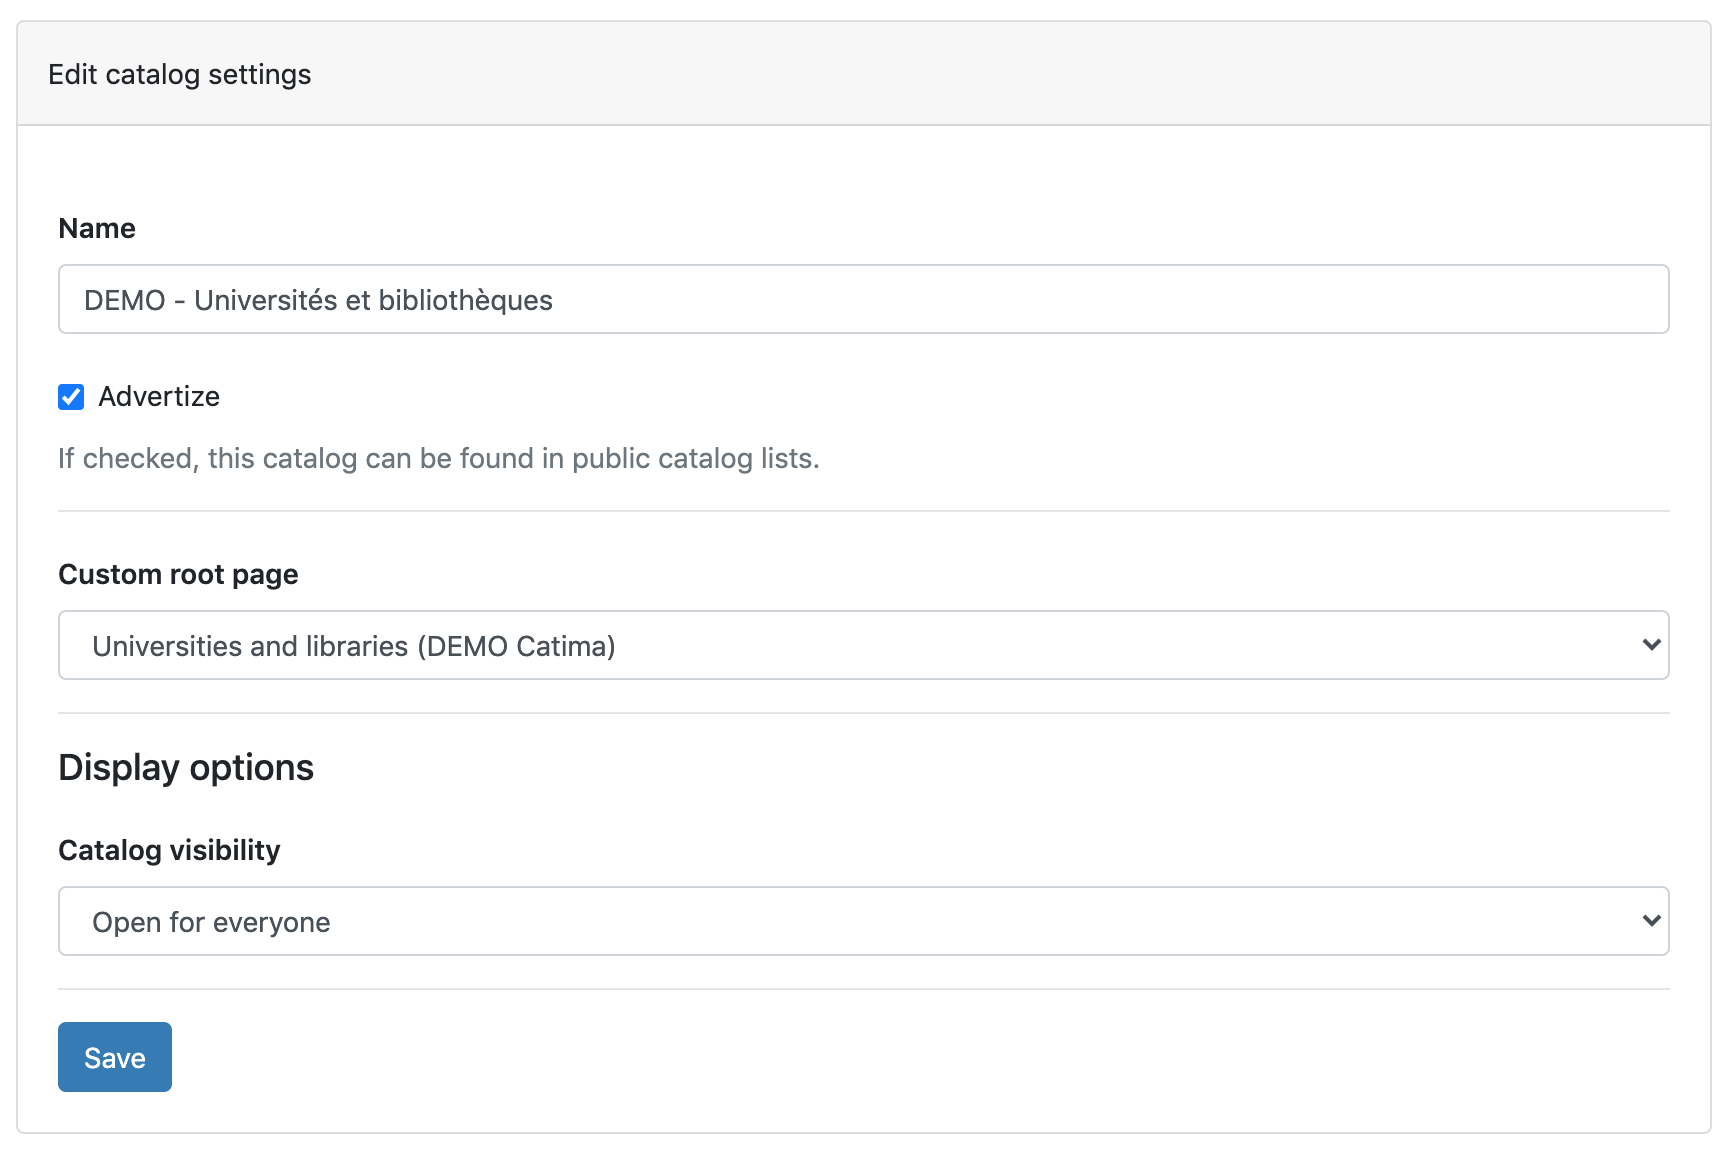 Edit catalog settings
Name
DEMO - Universités et bibliothèques
Advertize
If checked, this catalog can be found in public catalog lists.
Custom root page
Universities and libraries (DEMO Catima)
Display options
Catalog visibility
Open for everyone
Save